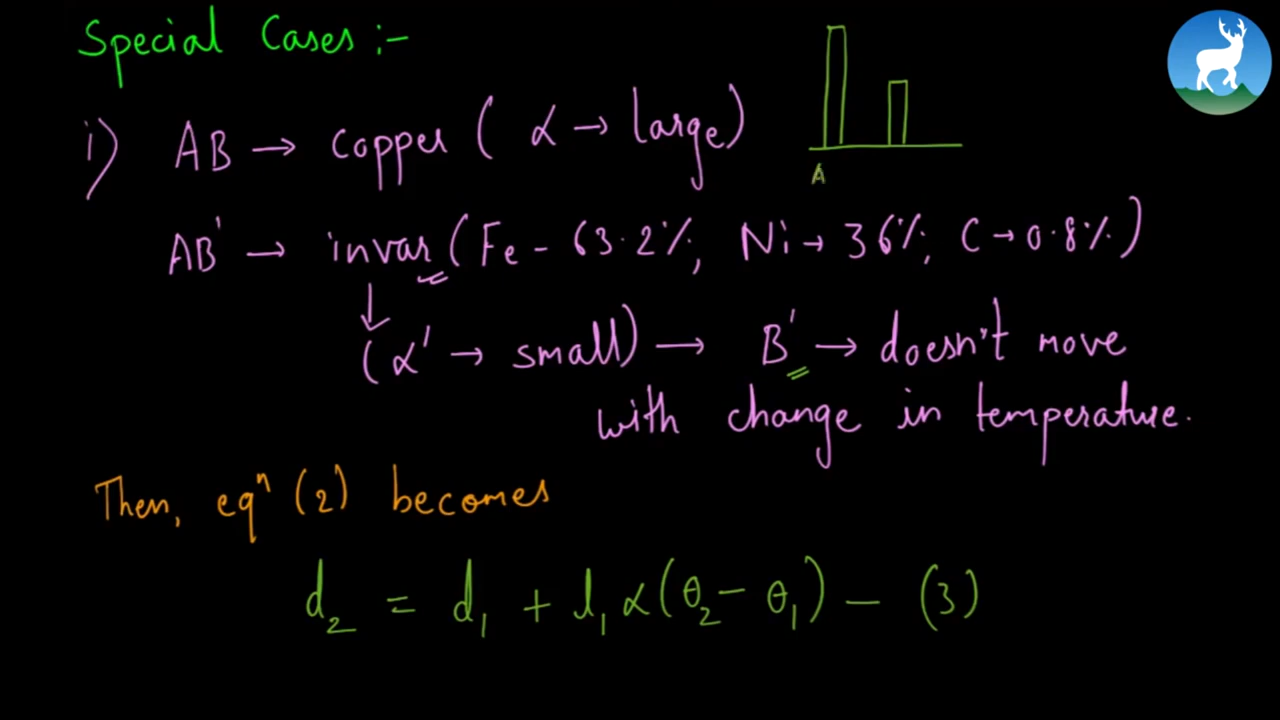 Special Cases :-
i) AB → copper ( α → large)
A
AB' → invar (Fe - 63.2%, Ni → 36%, C → 0.8%)
↓
(α' → small) → B' → doesn't move
with change in temperature.
Then, eqⁿ (2) becomes
d₂ = d₁ + l₁ α(θ₂ - θ₁) - (3)